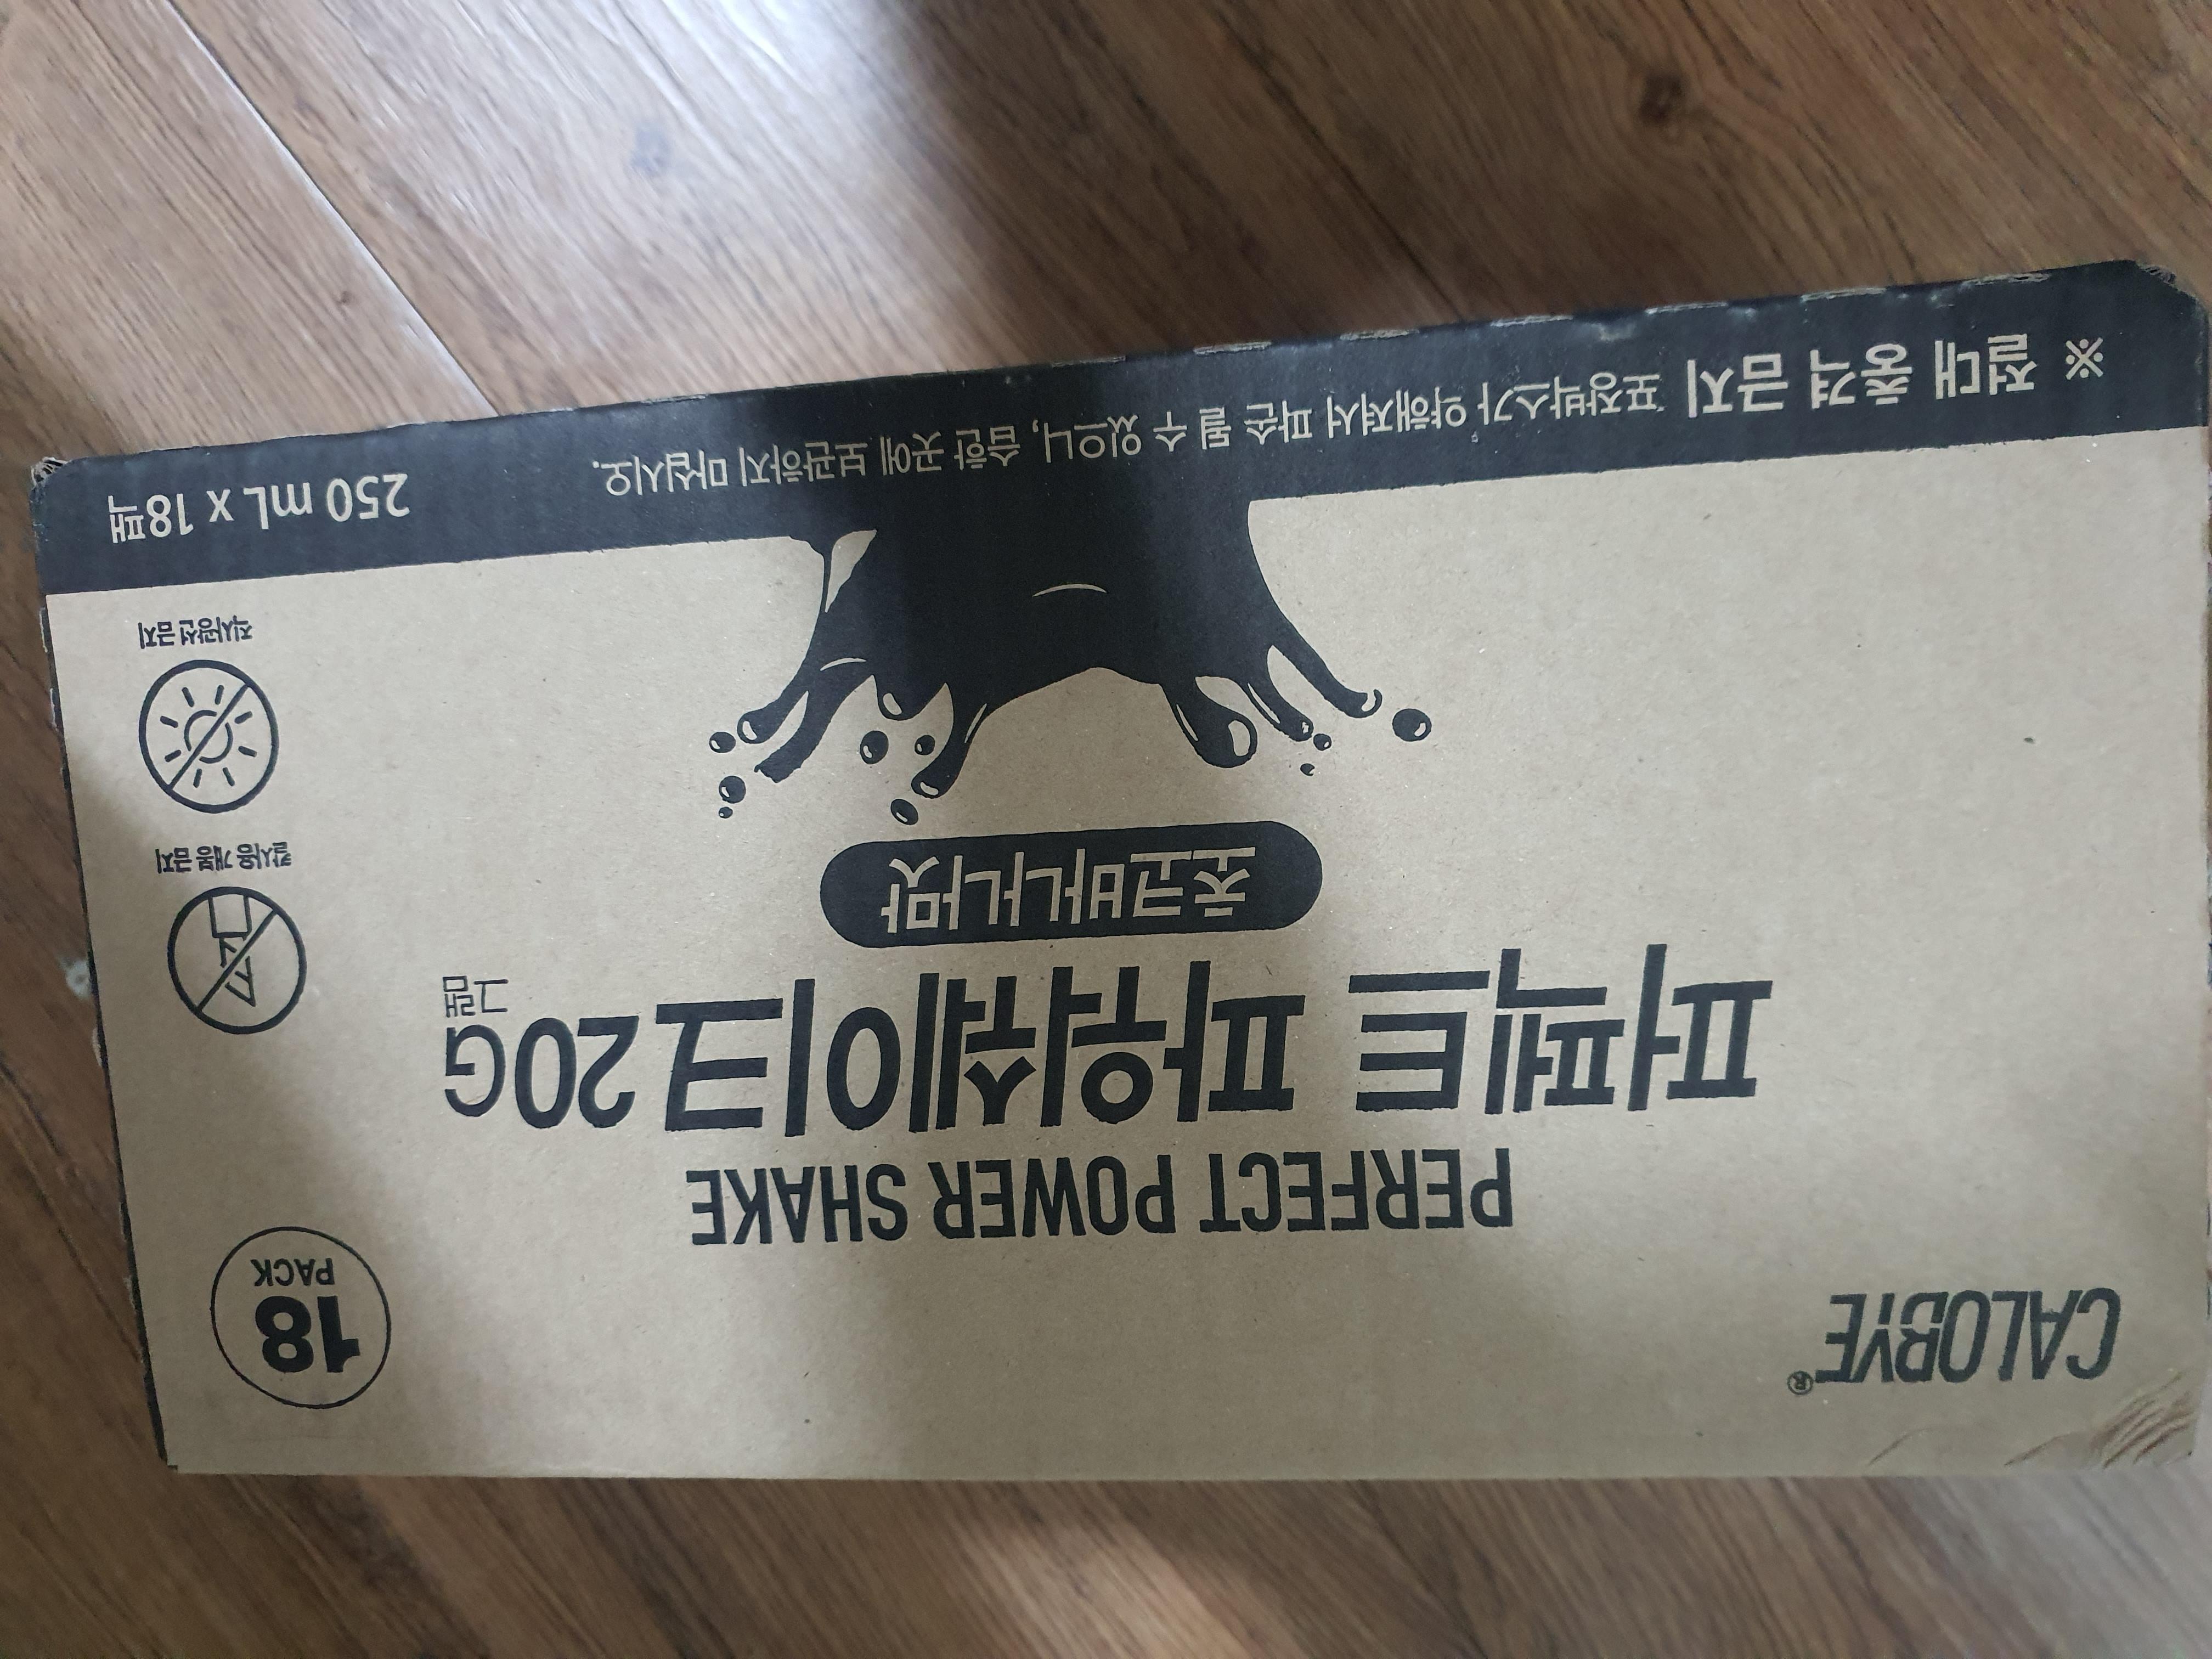 CALOBYE®
18
PACK
PERFECT POWER SHAKE
퍼펙트 파워쉐이크 20G
그램
초코바나나맛
칼사용 개봉 금지
직사광선 금지
※ 절대 충격 금지 포장박스가 약해져서 파손 될 수 있으니, 습한 곳에 보관하지 마십시오.
250 mL x 18팩